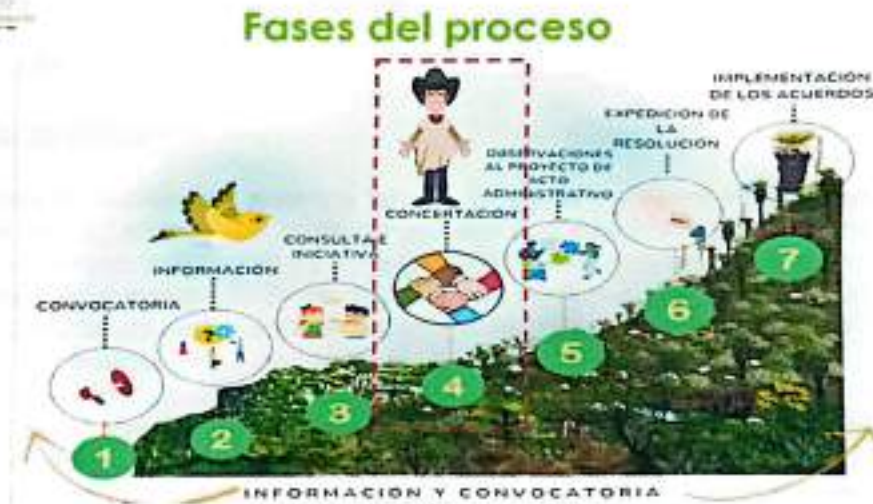 Fases del proceso
CONVOCATORIA
INFORMACIÓN
CONSULTA E
INICIATIVA
CONCERTACIÓN
OBSERVACIONES
AL PROYECTO DE
ACTO
ADMINISTRATIVO
EXPEDICIÓN DE
LA
RESOLUCIÓN
IMPLEMENTACIÓN
DE LOS ACUERDOS
1
2
3
4
5
6
7
INFORMACIÓN Y CONVOCATORIA